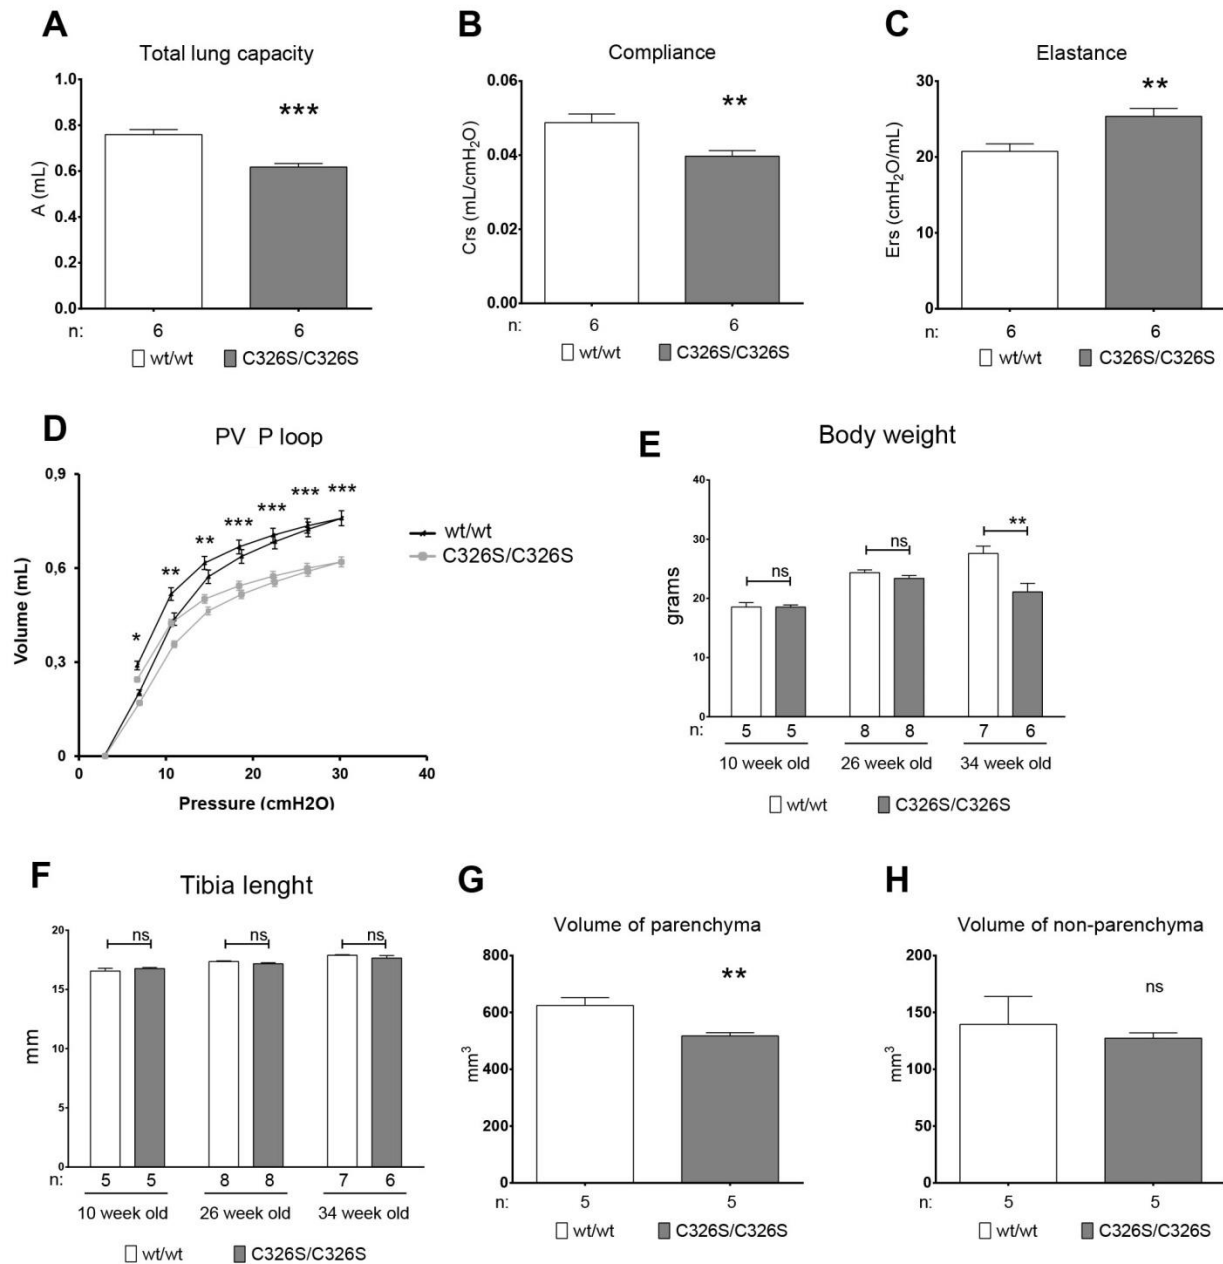 A
Total lung capacity
1.0
0.8
0.6
0.4
0.2
0.0
A (mL)
***
n: 6 6
wt/wt C326S/C326S
B
Compliance
0.06
0.04
0.02
0.00
Crs (mL/cmH₂O)
**
n: 6 6
wt/wt C326S/C326S
C
Elastance
30
20
10
0
Ers (cmH₂O/mL)
**
n: 6 6
wt/wt C326S/C326S
D
PV P loop
0,9
0,6
0,3
0
Volume (mL)
* ** ** *** *** *** ***
0 10 20 30 40
Pressure (cmH2O)
wt/wt
C326S/C326S
E
Body weight
40
30
20
10
0
grams
ns ns **
n: 5 5 8 8 7 6
10 week old 26 week old 34 week old
wt/wt C326S/C326S
F
Tibia lenght
20
15
10
5
0
mm
ns ns ns
n: 5 5 8 8 7 6
10 week old 26 week old 34 week old
wt/wt C326S/C326S
G
Volume of parenchyma
800
600
400
200
0
mm³
**
n: 5 5
wt/wt C326S/C326S
H
Volume of non-parenchyma
200
150
100
50
0
mm³
ns
n: 5 5
wt/wt C326S/C326S